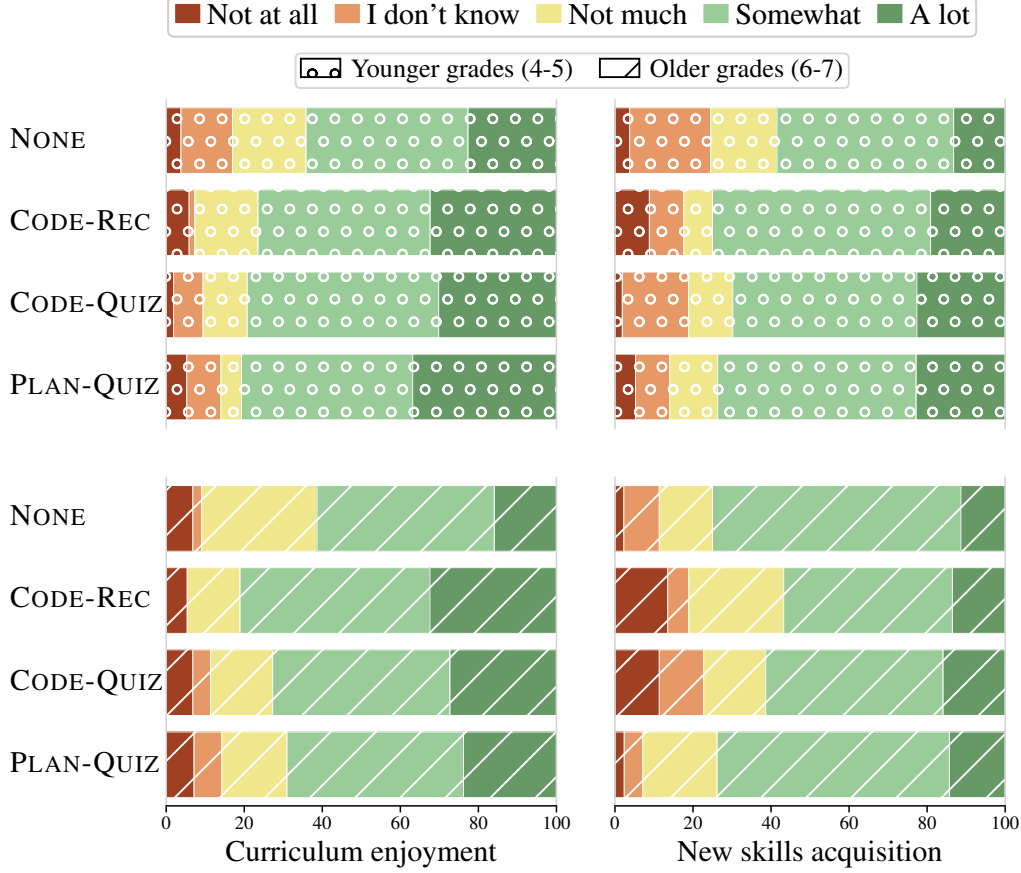 Not at all I don't know Not much Somewhat A lot
Younger grades (4-5) Older grades (6-7)
NONE
CODE-REC
CODE-QUIZ
PLAN-QUIZ
NONE
CODE-REC
CODE-QUIZ
PLAN-QUIZ
0 20 40 60 80 100 0 20 40 60 80 100
Curriculum enjoyment New skills acquisition